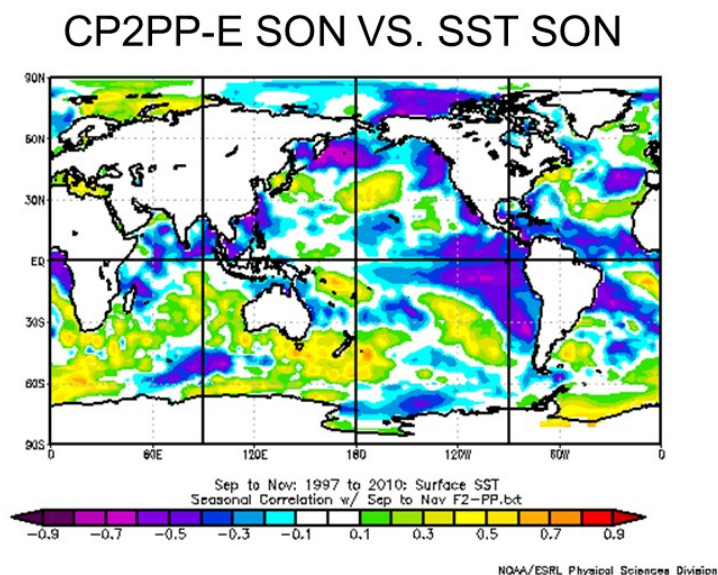 CP2PP-E SON VS. SST SON
90N
60N
30N
EQ
30S
60S
90S
0 60E 120E 180 120W 60W 0
Sep to Nov: 1997 to 2010: Surface SST
Seasonal Correlation w/ Sep to Nov F2-PP.txt
-0.9 -0.7 -0.5 -0.3 -0.1 0.1 0.3 0.5 0.7 0.9
NOAA/ESRL Physical Sciences Division